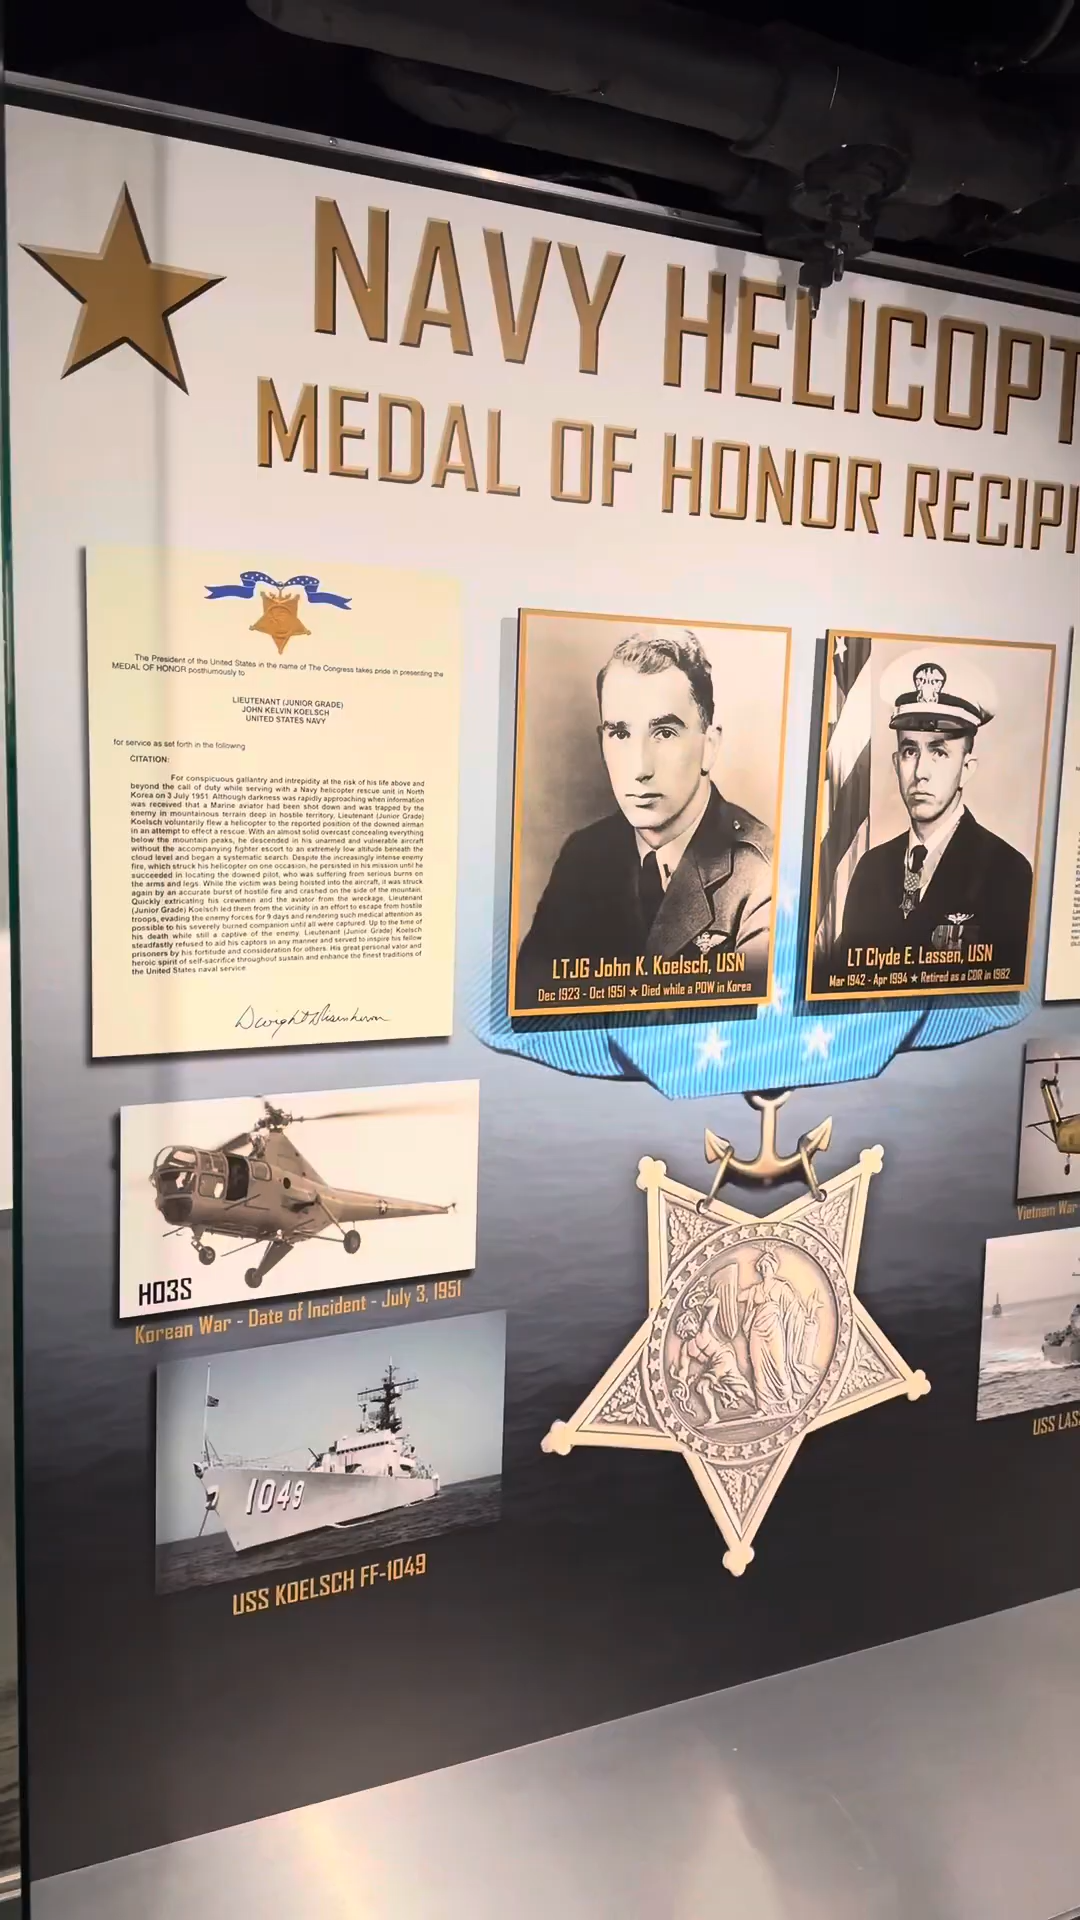 NAVY HELICOPT
MEDAL OF HONOR RECIPI
The President of the United States in the name of The Congress takes pride in presenting the
MEDAL OF HONOR posthumously to
LIEUTENANT (JUNIOR GRADE)
JOHN KELVIN KOELSCH
UNITED STATES NAVY
for service as set forth in the following
CITATION:
For conspicuous gallantry and intrepidity at the risk of his life above and
beyond the call of duty while serving with a Navy helicopter rescue unit in North
Korea on 3 July 1951. Although darkness was rapidly approaching when information
was received that a Marine aviator had been shot down and was trapped by the
enemy in mountainous terrain deep in hostile territory, Lieutenant (Junior Grade)
Koelsch voluntarily flew a helicopter to the reported position of the downed airman
in an attempt to effect a rescue. With an almost solid overcast concealing everything
below the mountain peaks, he descended in his unarmed and vulnerable aircraft
without the accompanying fighter escort to an extremely low altitude beneath the
cloud level and began a systematic search. Despite the increasingly intense enemy
fire, which struck his helicopter on one occasion, he persisted in his mission until he
succeeded in locating the downed pilot, who was suffering from serious burns on
the arms and legs. While the victim was being hoisted into the aircraft, it was struck
again by an accurate burst of hostile fire and crashed on the side of the mountain.
Quickly extricating his crewmen and the aviator from the wreckage, Lieutenant
(Junior Grade) Koelsch led them from the vicinity in an effort to escape from hostile
troops, evading the enemy forces for 9 days and rendering such medical attention as
possible to his severely burned companion until all were captured. Up to the time of
his death while still a captive of the enemy, Lieutenant (Junior Grade) Koelsch
steadfastly refused to aid his captors in any manner and served to inspire his fellow
prisoners by his fortitude and consideration for others. His great personal valor and
heroic spirit of self-sacrifice throughout sustain and enhance the finest traditions of
the United States naval service.
Dwight D Eisenhower
LTJG John K. Koelsch, USN
Dec 1923 - Oct 1951 ★ Died while a POW in Korea
LT Clyde E. Lassen, USN
Mar 1942 - Apr 1994 ★ Retired as a CDR in 1982
HO3S
Korean War - Date of Incident - July 3, 1951
1049
USS KOELSCH FF-1049
Vietnam War
USS LAS